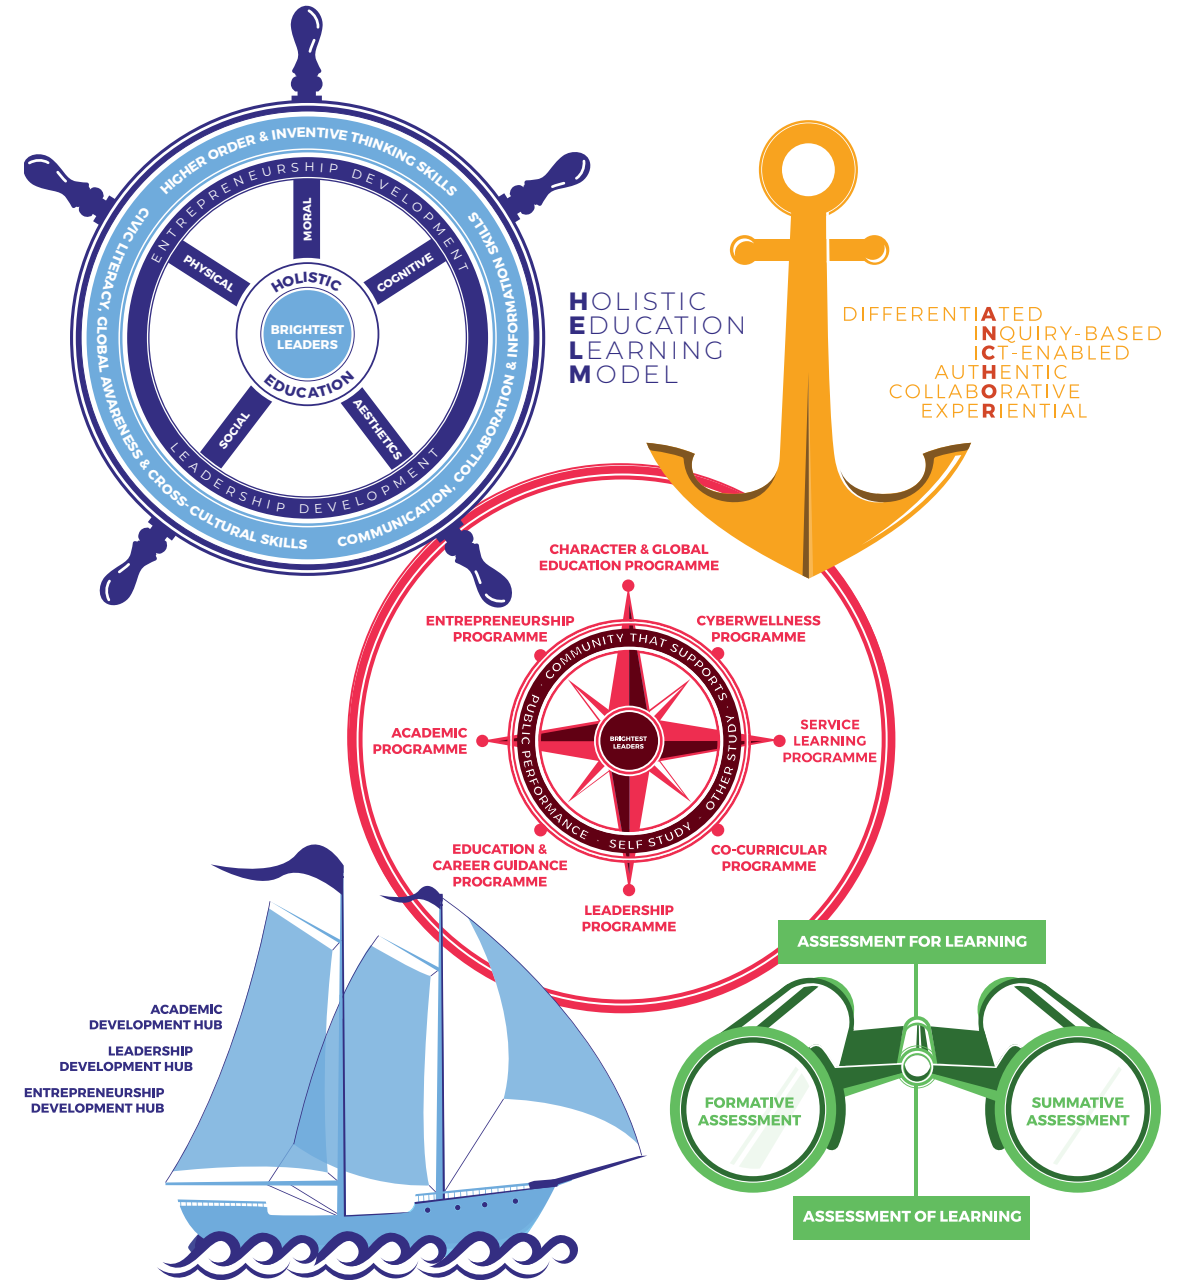 HIGHER ORDER & INVENTIVE THINKING SKILLS
COMMUNICATION, COLLABORATION & INFORMATION SKILLS
CIVIC LITERACY, GLOBAL AWARENESS & CROSS-CULTURAL SKILLS
ENTREPRENEURSHIP DEVELOPMENT
LEADERSHIP DEVELOPMENT
MORAL
COGNITIVE
AESTHETICS
SOCIAL
PHYSICAL
HOLISTIC
EDUCATION
BRIGHTEST
LEADERS
HOLISTIC
EDUCATION
LEARNING
MODEL
DIFFERENTIATED
INQUIRY-BASED
ICT-ENABLED
AUTHENTIC
COLLABORATIVE
EXPERIENTIAL
CHARACTER & GLOBAL
EDUCATION PROGRAMME
CYBERWELLNESS
PROGRAMME
SERVICE
LEARNING
PROGRAMME
CO-CURRICULAR
PROGRAMME
LEADERSHIP
PROGRAMME
EDUCATION &
CAREER GUIDANCE
PROGRAMME
ACADEMIC
PROGRAMME
ENTREPRENEURSHIP
PROGRAMME
COMMUNITY THAT SUPPORTS · OTHER STUDY · SELF STUDY · PUBLIC PERFORMANCE ·
BRIGHTEST
LEADERS
ACADEMIC
DEVELOPMENT HUB
LEADERSHIP
DEVELOPMENT HUB
ENTREPRENEURSHIP
DEVELOPMENT HUB
ASSESSMENT FOR LEARNING
FORMATIVE
ASSESSMENT
SUMMATIVE
ASSESSMENT
ASSESSMENT OF LEARNING